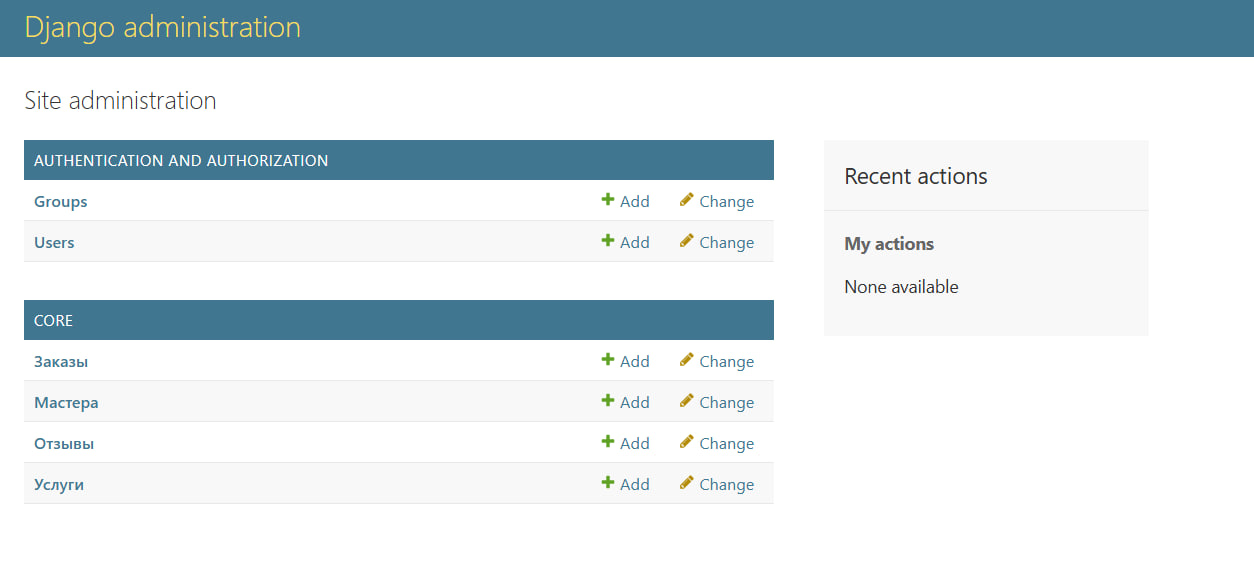 Django administration
Site administration
AUTHENTICATION AND AUTHORIZATION
Groups Add Change
Users Add Change
CORE
Заказы Add Change
Мастера Add Change
Отзывы Add Change
Услуги Add Change
Recent actions
My actions
None available